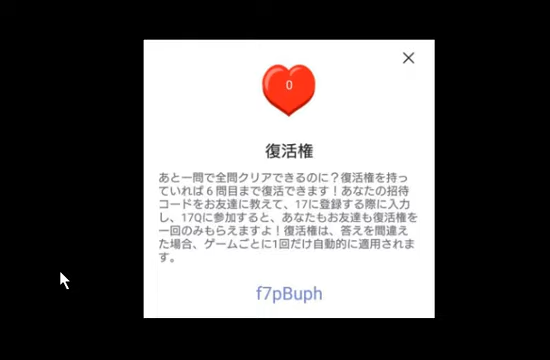 0
復活権
あと一問で全問クリアできるのに？復活権を持っ
ていれば６問目まで復活できます！あなたの招待
コードをお友達に教えて、17に登録する際に入力
し、17Qに参加すると、あなたもお友達も復活権を
一回のみもらえますよ！復活権は、答えを間違え
た場合、ゲームごとに1回だけ自動的に適用されま
す。
f7pBuph